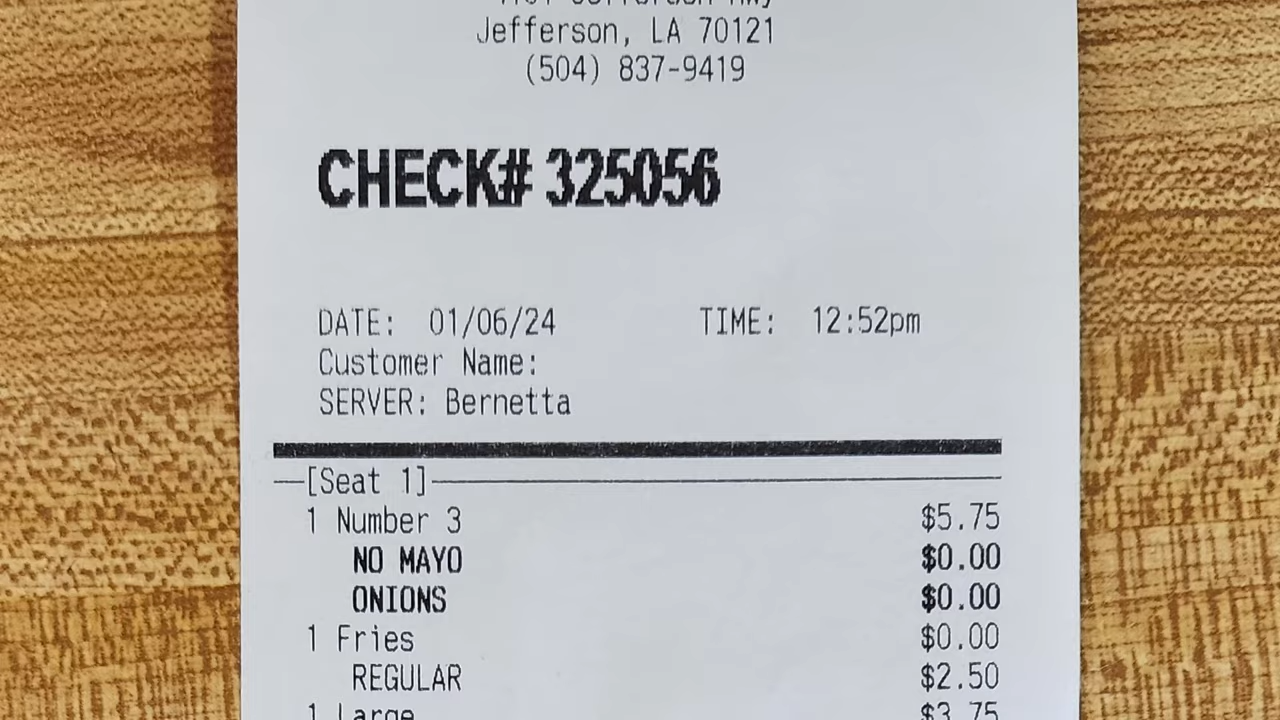 Jefferson, LA 70121
(504) 837-9419
CHECK# 325056
DATE: 01/06/24 TIME: 12:52pm
Customer Name:
SERVER: Bernetta
[Seat 1]
1 Number 3 $5.75
NO MAYO $0.00
ONIONS $0.00
1 Fries $0.00
REGULAR $2.50
1 Large $3.75